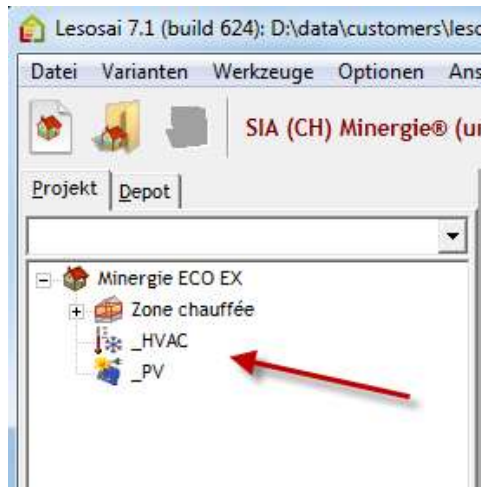 Lesosai 7.1 (build 624): D:\data\customers\leso
Datei Varianten Werkzeuge Optionen Ans
SIA (CH) Minergie® (ur
Projekt Depot
Minergie ECO EX
Zone chauffée
_HVAC
_PV